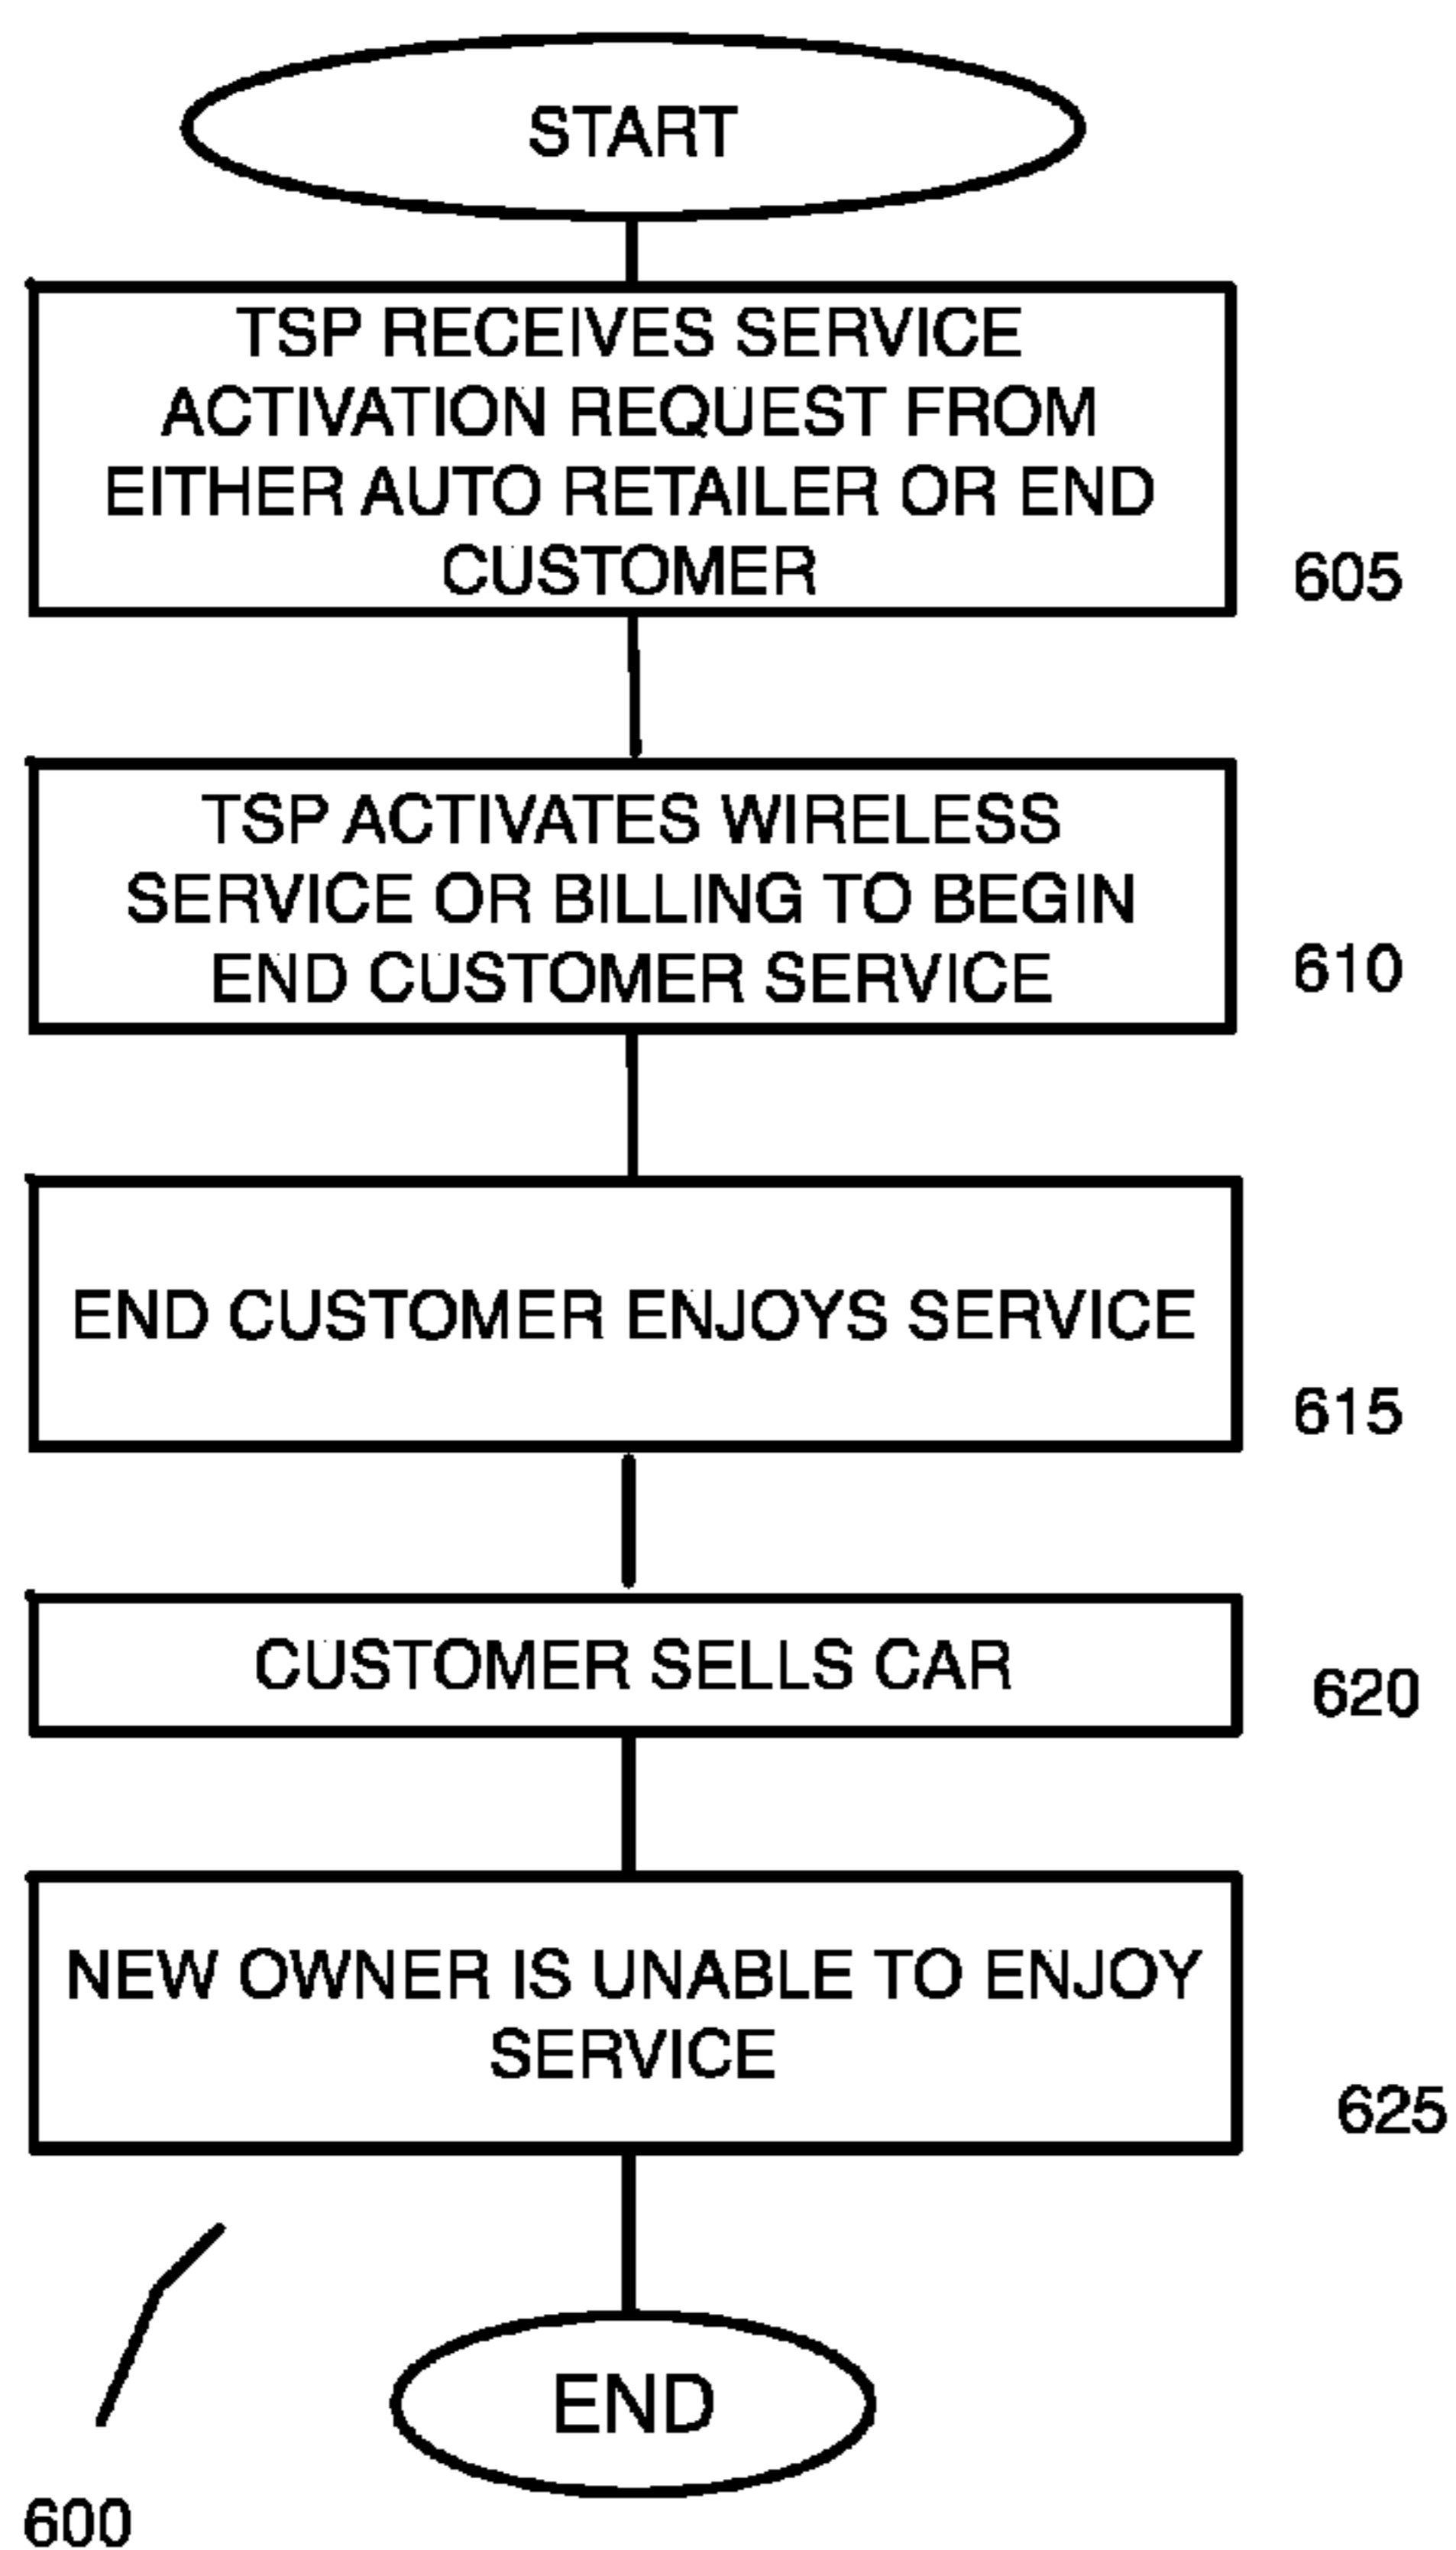 START
TSP RECEIVES SERVICE
ACTIVATION REQUEST FROM
EITHER AUTO RETAILER OR END
CUSTOMER
605
TSP ACTIVATES WIRELESS
SERVICE OR BILLING TO BEGIN
END CUSTOMER SERVICE
610
END CUSTOMER ENJOYS SERVICE
615
CUSTOMER SELLS CAR
620
NEW OWNER IS UNABLE TO ENJOY
SERVICE
625
END
600